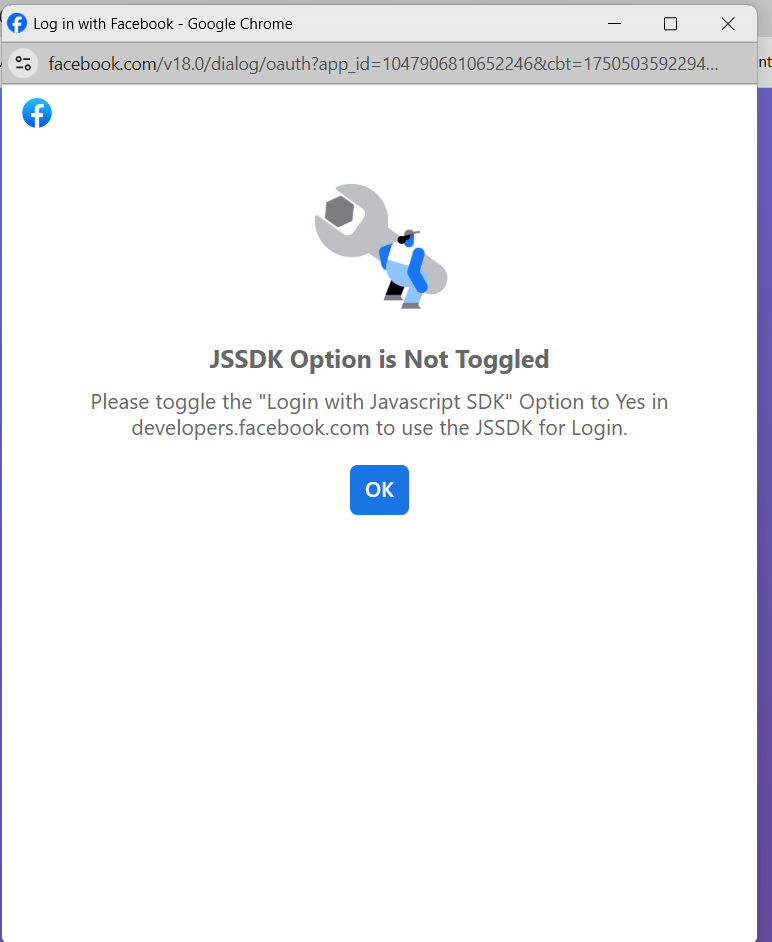 Log in with Facebook - Google Chrome
facebook.com/v18.0/dialog/oauth?app_id=1047906810652246&cbt=1750503592294...
nt
JSSDK Option is Not Toggled
Please toggle the "Login with Javascript SDK" Option to Yes in
developers.facebook.com to use the JSSDK for Login.
OK